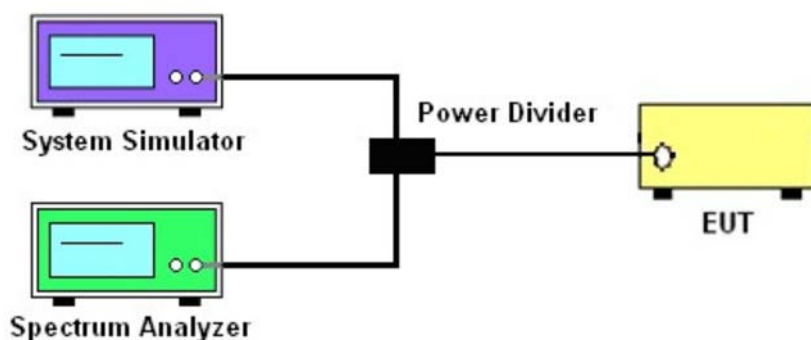 System Simulator
Power Divider
EUT
Spectrum Analyzer